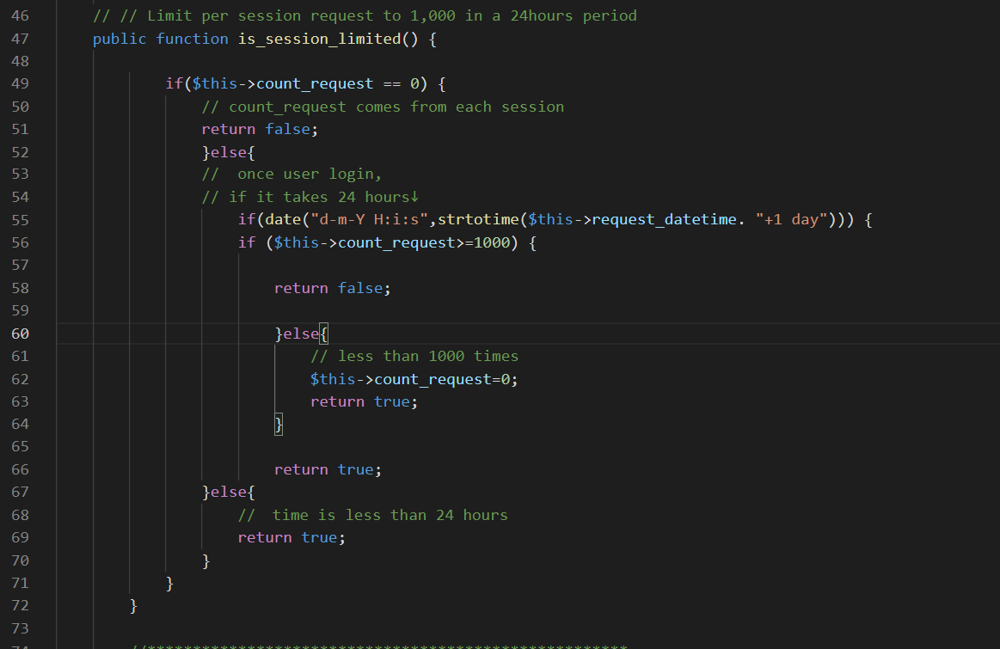 46 // // Limit per session request to 1,000 in a 24hours period
47 public function is_session_limited() {
48
49 if($this->count_request == 0) {
50 // count_request comes from each session
51 return false;
52 }else{
53 //  once user login,
54 // if it takes 24 hours↓
55 if(date("d-m-Y H:i:s",strtotime($this->request_datetime. "+1 day"))) {
56 if ($this->count_request>=1000) {
57
58 return false;
59
60 }else{
61 // less than 1000 times
62 $this->count_request=0;
63 return true;
64 }
65
66 return true;
67 }else{
68 //  time is less than 24 hours
69 return true;
70 }
71 }
72 }
73